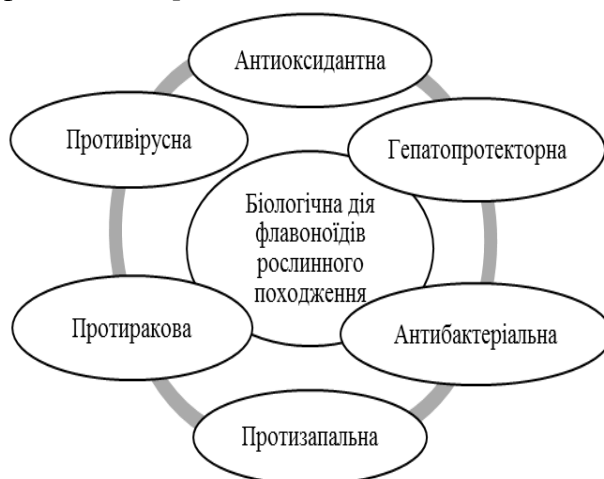 Антиоксидантна
Противірусна
Гепатопротекторна
Біологічна дія
флавоноїдів
рослинного
походження
Протиракова
Антибактеріальна
Протизапальна